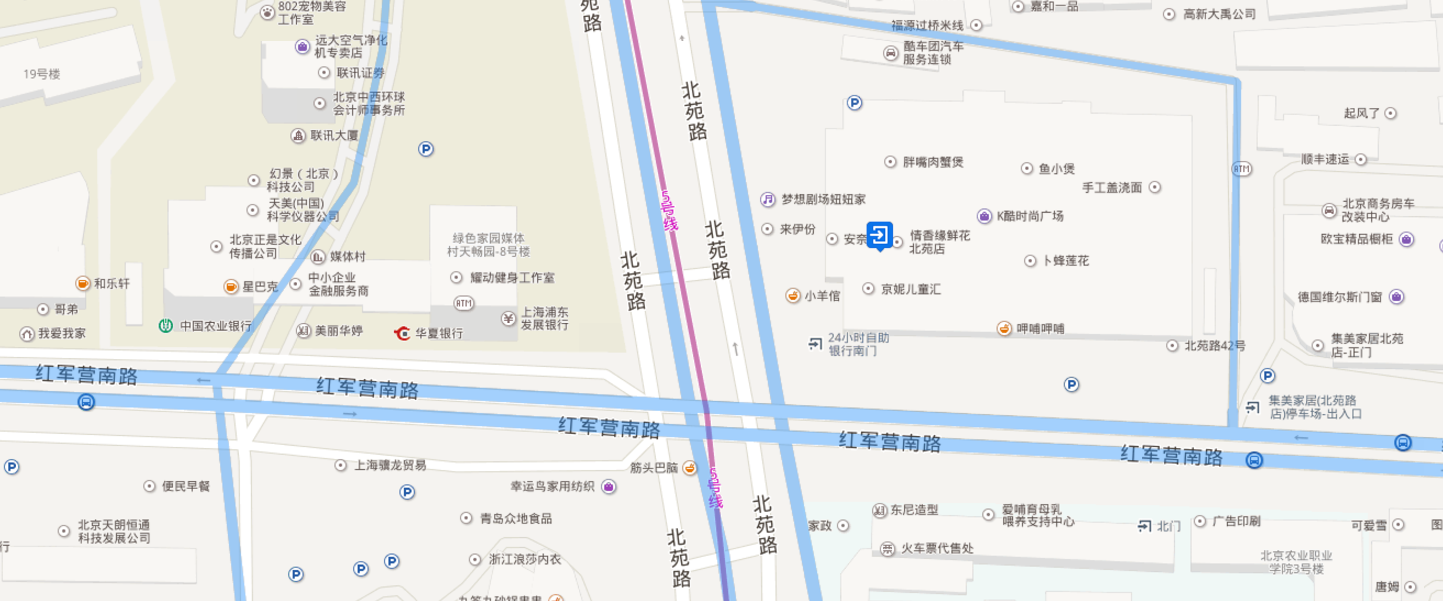 802宠物美容
工作室
苑
路
嘉和一品
高新大禹公司
福源过桥米线
远大空气净化
机专卖店
酷车团汽车
服务连锁
19号楼
联讯证券
北京中西环球
会计师事务所
北
苑
路
起风了
联讯大厦
胖嘴肉蟹煲
鱼小煲
顺丰速运
ATM
幻景（北京）
科技公司
手工盖浇面
天美(中国)
科学仪器公司
5号线
梦想剧场妞妞家
K酷时尚广场
北京商务房车
改装中心
来伊份
安奈
情香缘鲜花
北苑店
欧宝精品橱柜
北京正是文化
传播公司
绿色家园媒体
村天畅园-8号楼
北
苑
路
媒体村
卜蜂莲花
中小企业
金融服务商
耀动健身工作室
北
苑
路
和乐轩
星巴克
京妮儿童汇
小羊倌
德国维尔斯门窗
ATM
哥弟
上海浦东
发展银行
中国农业银行
美丽华婷
华夏银行
呷哺呷哺
我爱我家
24小时自助
银行南门
北苑路42号
集美家居北苑
店-正门
红军营南路
红军营南路
集美家居(北苑路
店)停车场-出入口
红军营南路
红军营南路
红军营南路
上海骥龙贸易
筋头巴脑
5号线
便民早餐
幸运鸟家用纺织
青岛众地食品
北
苑
路
东尼造型
爱哺育母乳
喂养支持中心
家政
北门
广告印刷
可爱雪
图
北京天朗恒通
科技发展公司
行
北
苑
路
火车票代售处
浙江浪莎内衣
北京农业职业
学院3号楼
唐姆